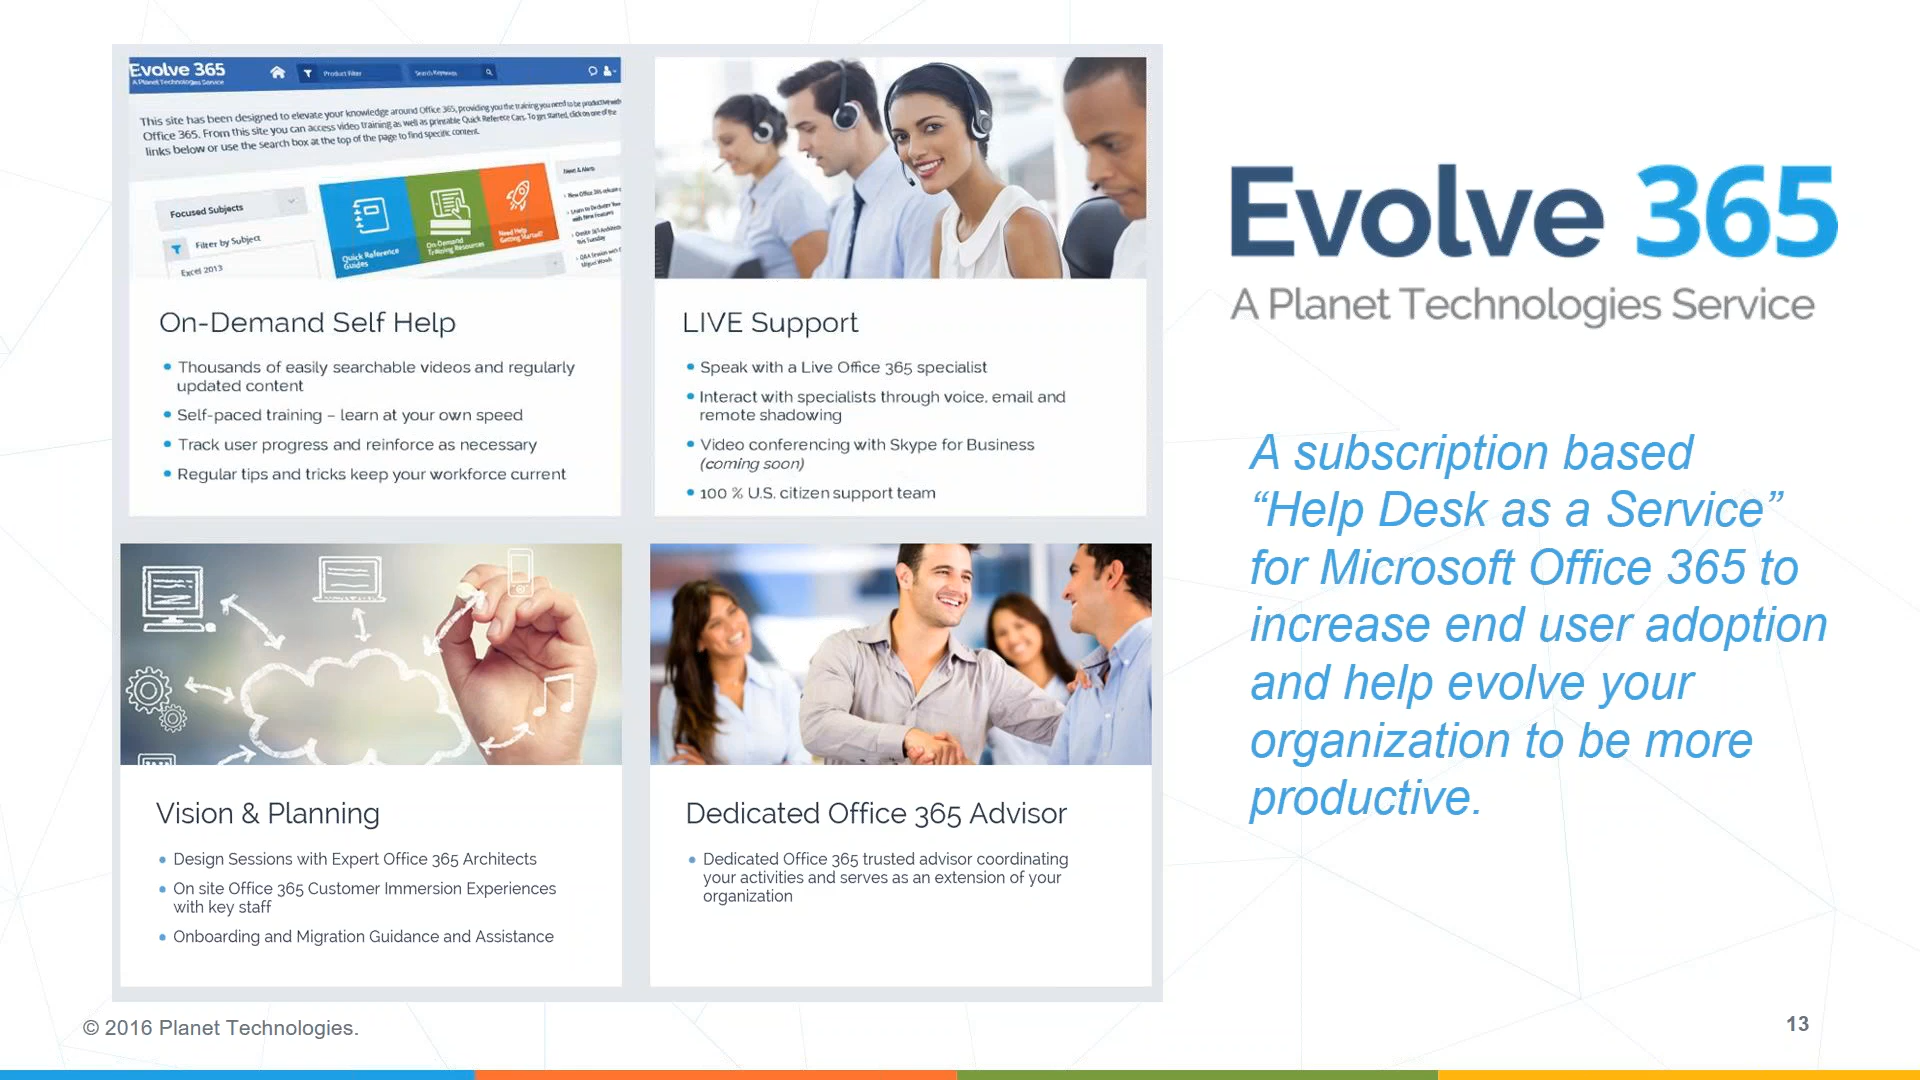 Evolve 365
A Planet Technologies Service
Product Filter
Search Keywords
This site has been designed to elevate your knowledge around Office 365, providing you the training you need to be productive with
Office 365. From this site you can access video training as well as printable Quick Referece Cars. To get started, click on one of the
links below or use the search box at the top of the page to find specific content.
Focused Subjects
Filter by Subject
Excel 2013
Quick Reference
Guides
On-Demand
Training Resources
Need Help
Getting Started?
News & Alerts
On-Demand Self Help
• Thousands of easily searchable videos and regularly
updated content
• Self-paced training – learn at your own speed
• Track user progress and reinforce as necessary
• Regular tips and tricks keep your workforce current
LIVE Support
• Speak with a Live Office 365 specialist
• Interact with specialists through voice, email and
remote shadowing
• Video conferencing with Skype for Business
(coming soon)
• 100 % U.S. citizen support team
Vision & Planning
• Design Sessions with Expert Office 365 Architects
• On site Office 365 Customer Immersion Experiences
with key staff
• Onboarding and Migration Guidance and Assistance
Dedicated Office 365 Advisor
• Dedicated Office 365 trusted advisor coordinating
your activities and serves as an extension of your
organization
Evolve 365
A Planet Technologies Service
A subscription based
“Help Desk as a Service”
for Microsoft Office 365 to
increase end user adoption
and help evolve your
organization to be more
productive.
© 2016 Planet Technologies.
13